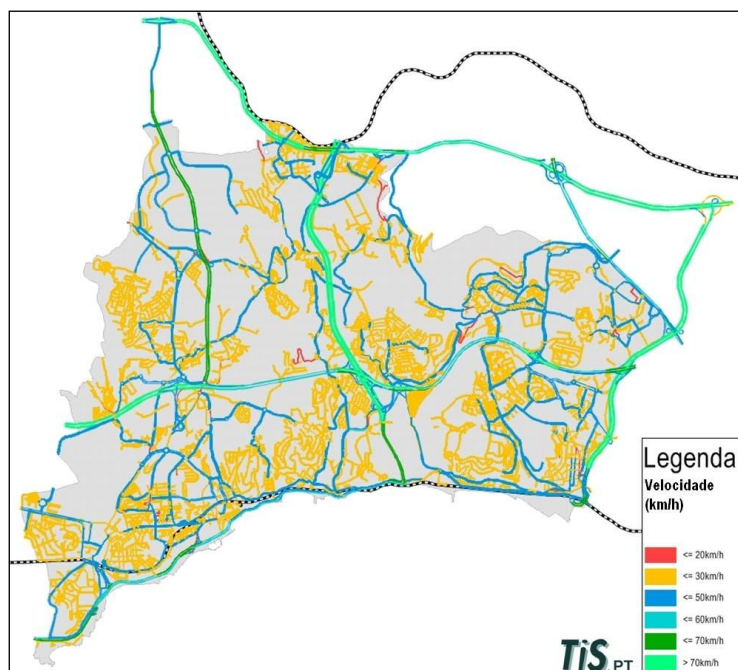 Legenda
Velocidade
(km/h)
<= 20km/h
<= 30km/h
<= 50km/h
<= 60km/h
<= 70km/h
> 70km/h
TiS.PT